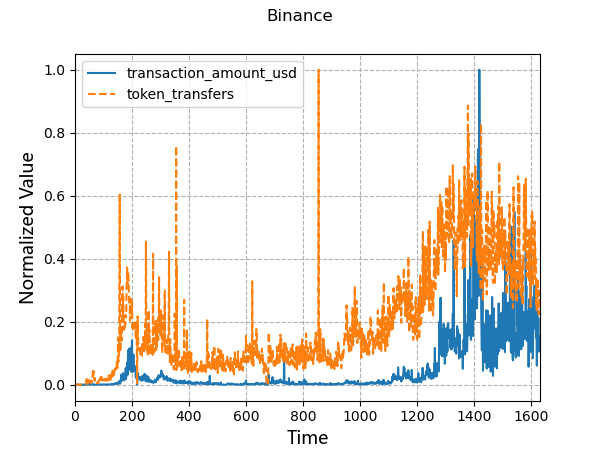 Binance
transaction_amount_usd
token_transfers
Normalized Value
1.0
0.8
0.6
0.4
0.2
0.0
0 200 400 600 800 1000 1200 1400 1600
Time